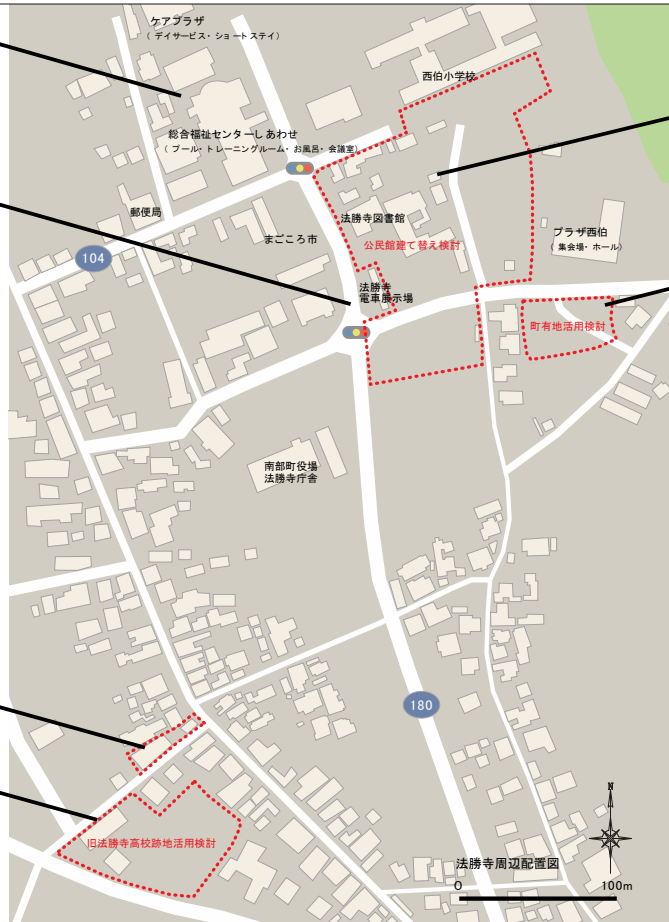 ケアプラザ
(デイサービス・ショートステイ)
西伯小学校
総合福祉センターしあわせ
(プール・トレーニングルーム・お風呂・会議室)
郵便局
法勝寺図書館
プラザ西伯
(集会場・ホール)
まごころ市
公民館建て替え検討
104
法勝寺
電車展示場
町有地活用検討
南部町役場
法勝寺庁舎
180
旧法勝寺高校跡地活用検討
N
法勝寺周辺配置図
0 100m